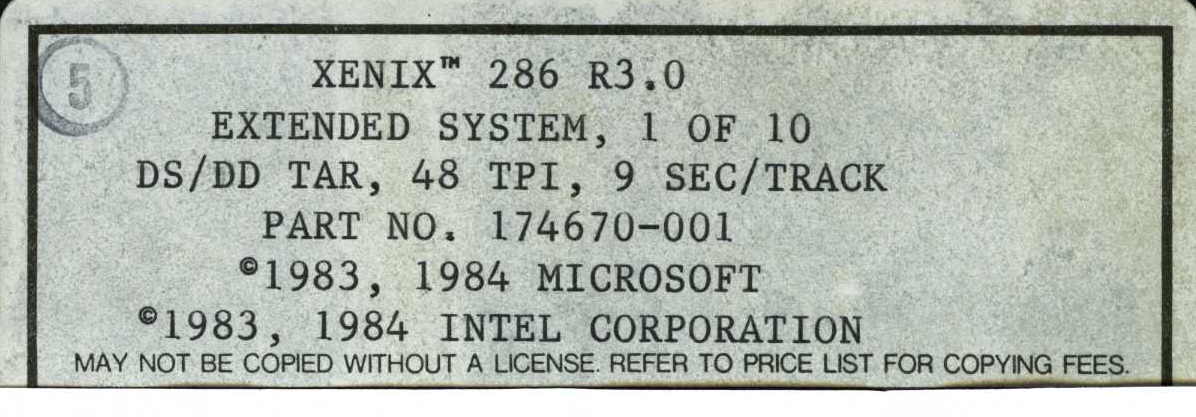 5
XENIX™ 286 R3.0
EXTENDED SYSTEM, 1 OF 10
DS/DD TAR, 48 TPI, 9 SEC/TRACK
PART NO. 174670-001
©1983, 1984 MICROSOFT
©1983, 1984 INTEL CORPORATION
MAY NOT BE COPIED WITHOUT A LICENSE. REFER TO PRICE LIST FOR COPYING FEES.